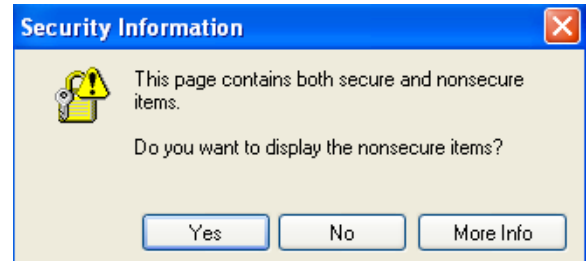 Security Information
This page contains both secure and nonsecure
items.
Do you want to display the nonsecure items?
Yes No More Info